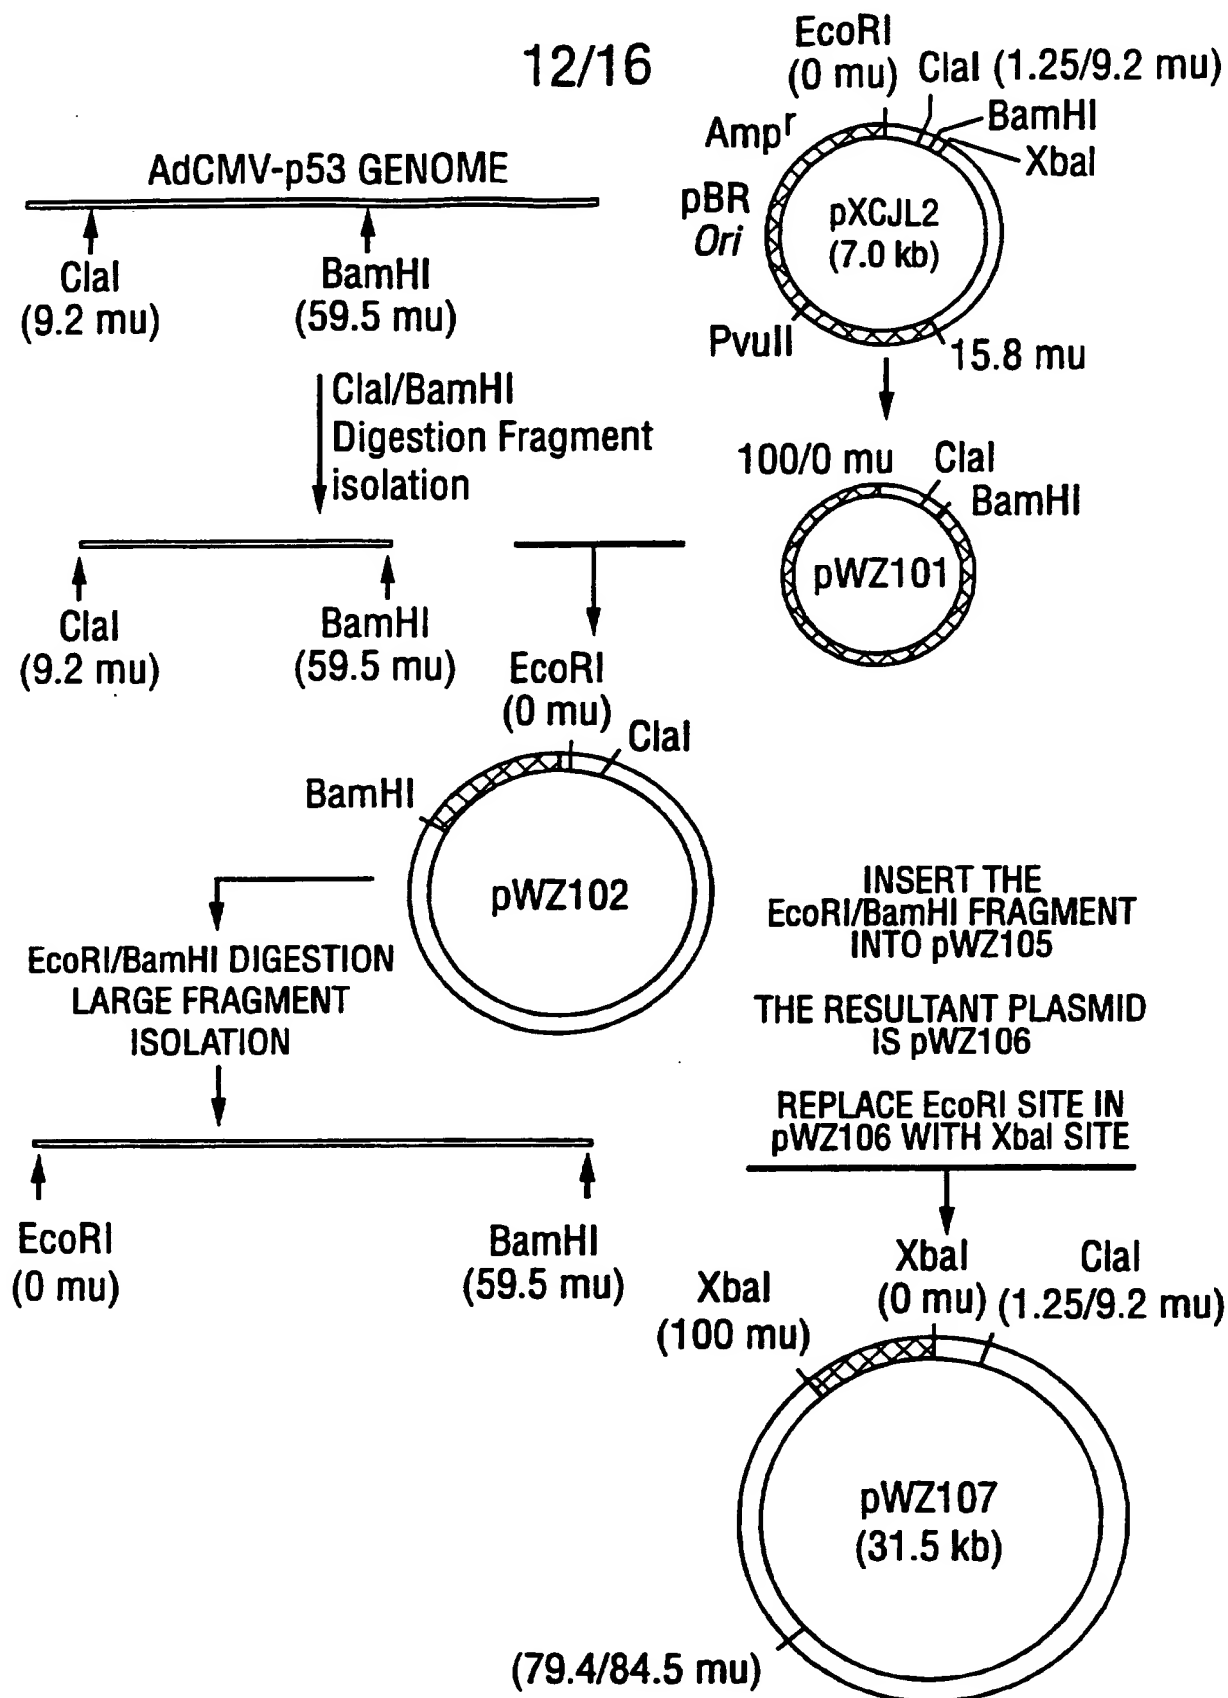 12/16
AdCMV-p53 GENOME
ClaI
(9.2 mu)
BamHI
(59.5 mu)
ClaI/BamHI
Digestion Fragment
isolation
ClaI
(9.2 mu)
BamHI
(59.5 mu)
EcoRI
(0 mu)
ClaI (1.25/9.2 mu)
BamHI
XbaI
Ampr
pBR
Ori
pXCJL2
(7.0 kb)
PvuII
15.8 mu
100/0 mu
ClaI
BamHI
pWZ101
EcoRI
(0 mu)
ClaI
BamHI
pWZ102
EcoRI/BamHI DIGESTION
LARGE FRAGMENT
ISOLATION
EcoRI
(0 mu)
BamHI
(59.5 mu)
INSERT THE
EcoRI/BamHI FRAGMENT
INTO pWZ105
THE RESULTANT PLASMID
IS pWZ106
REPLACE EcoRI SITE IN
pWZ106 WITH XbaI SITE
XbaI
(100 mu)
XbaI
(0 mu)
ClaI
(1.25/9.2 mu)
pWZ107
(31.5 kb)
(79.4/84.5 mu)